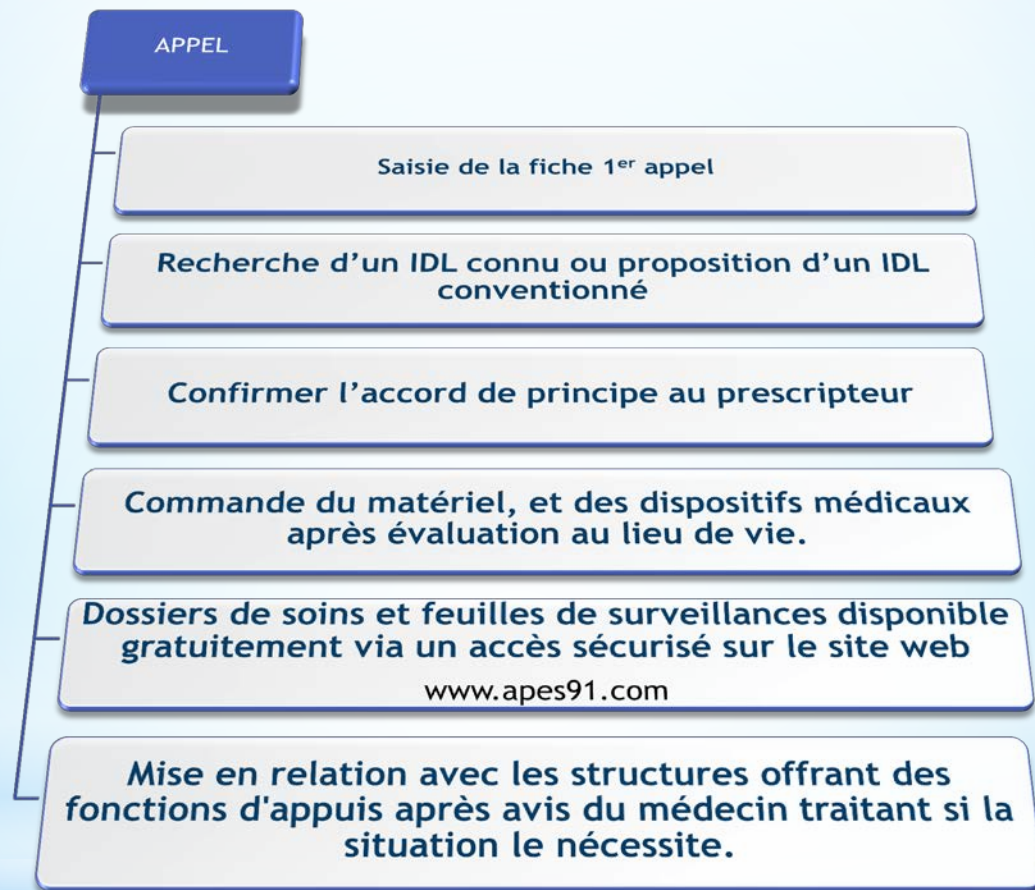 APPEL
Saisie de la fiche 1er appel
Recherche d’un IDL connu ou proposition d’un IDL
conventionné
Confirmer l’accord de principe au prescripteur
Commande du matériel, et des dispositifs médicaux
après évaluation au lieu de vie.
Dossiers de soins et feuilles de surveillances disponible
gratuitement via un accès sécurisé sur le site web
www.apes91.com
Mise en relation avec les structures offrant des
fonctions d'appuis après avis du médecin traitant si la
situation le nécessite.